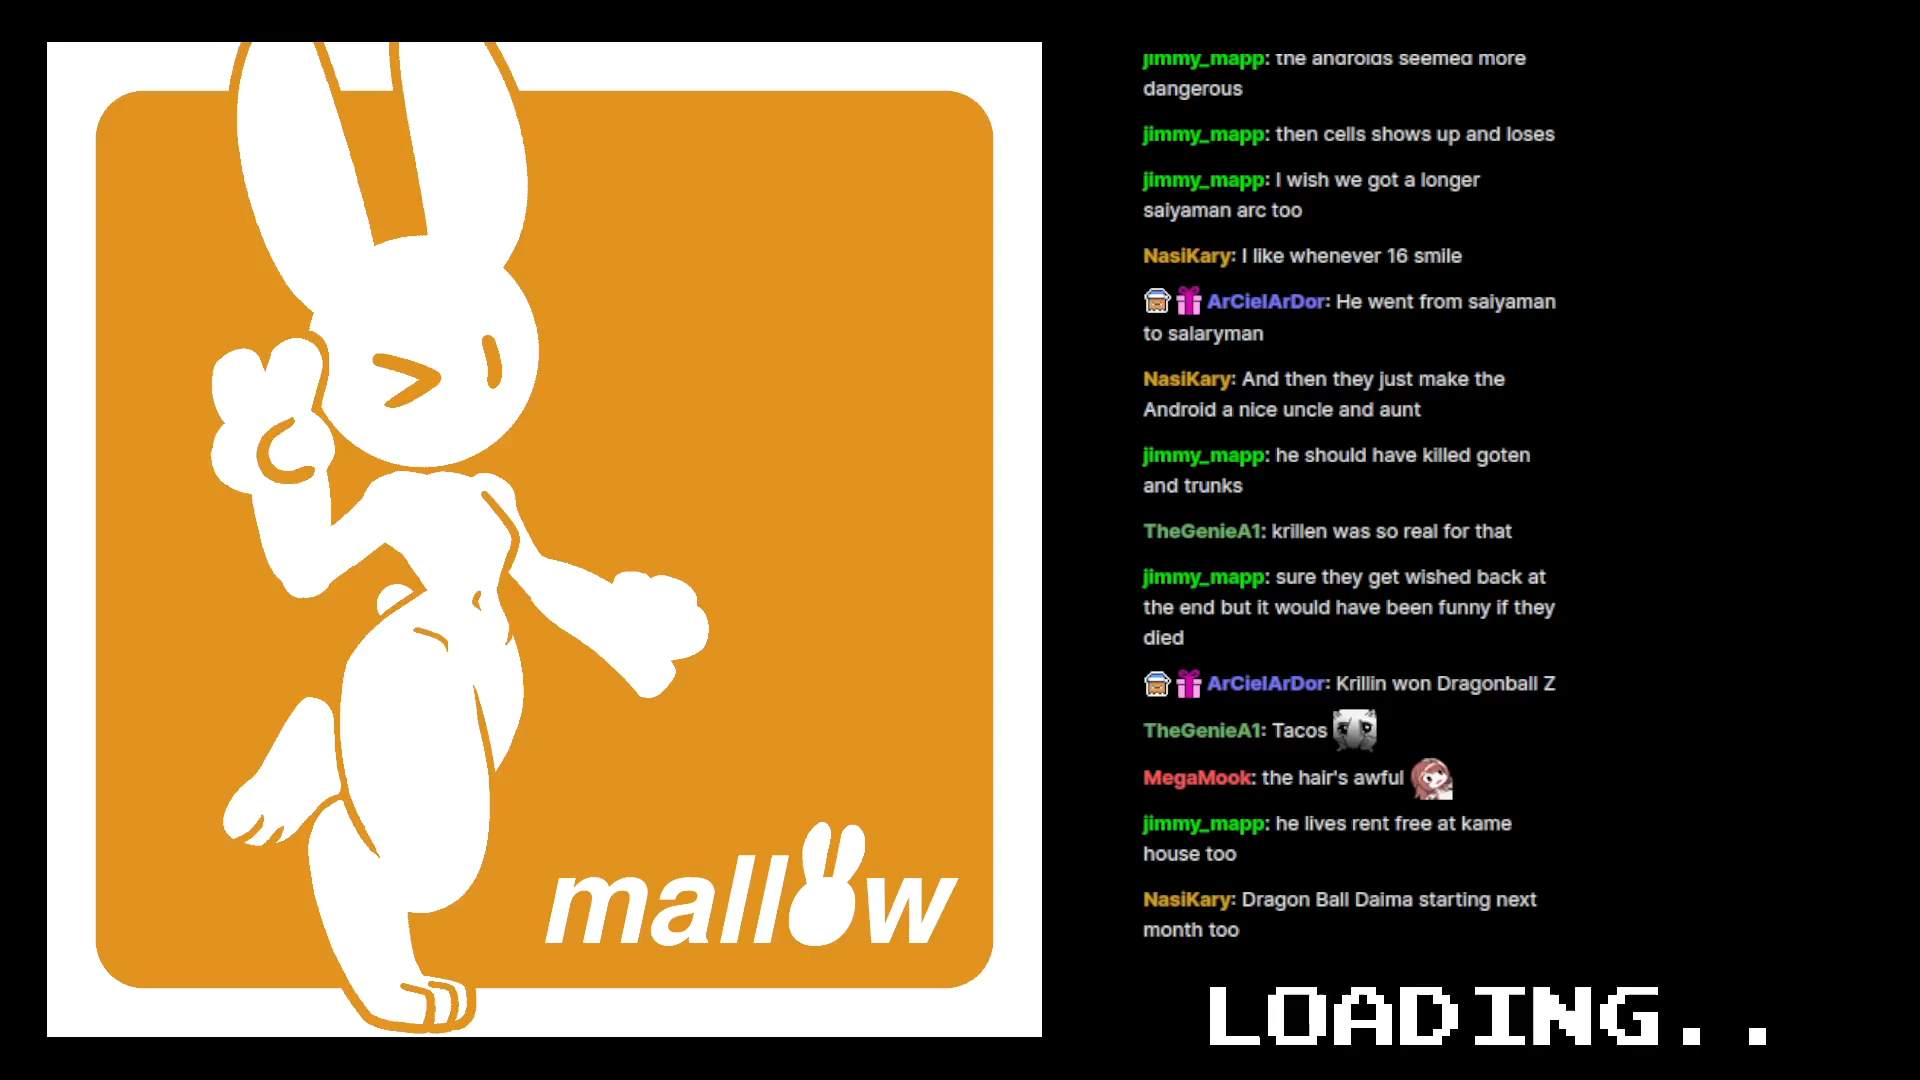 mallow
jimmy_mapp: the androids seemed more
dangerous
jimmy_mapp: then cells shows up and loses
jimmy_mapp: I wish we got a longer
saiyaman arc too
NasiKary: I like whenever 16 smile
ArCielArDor: He went from saiyaman
to salaryman
NasiKary: And then they just make the
Android a nice uncle and aunt
jimmy_mapp: he should have killed goten
and trunks
TheGenieA1: krillen was so real for that
jimmy_mapp: sure they get wished back at
the end but it would have been funny if they
died
ArCielArDor: Krillin won Dragonball Z
TheGenieA1: Tacos
MegaMook: the hair's awful
jimmy_mapp: he lives rent free at kame
house too
NasiKary: Dragon Ball Daima starting next
month too
LOADING..